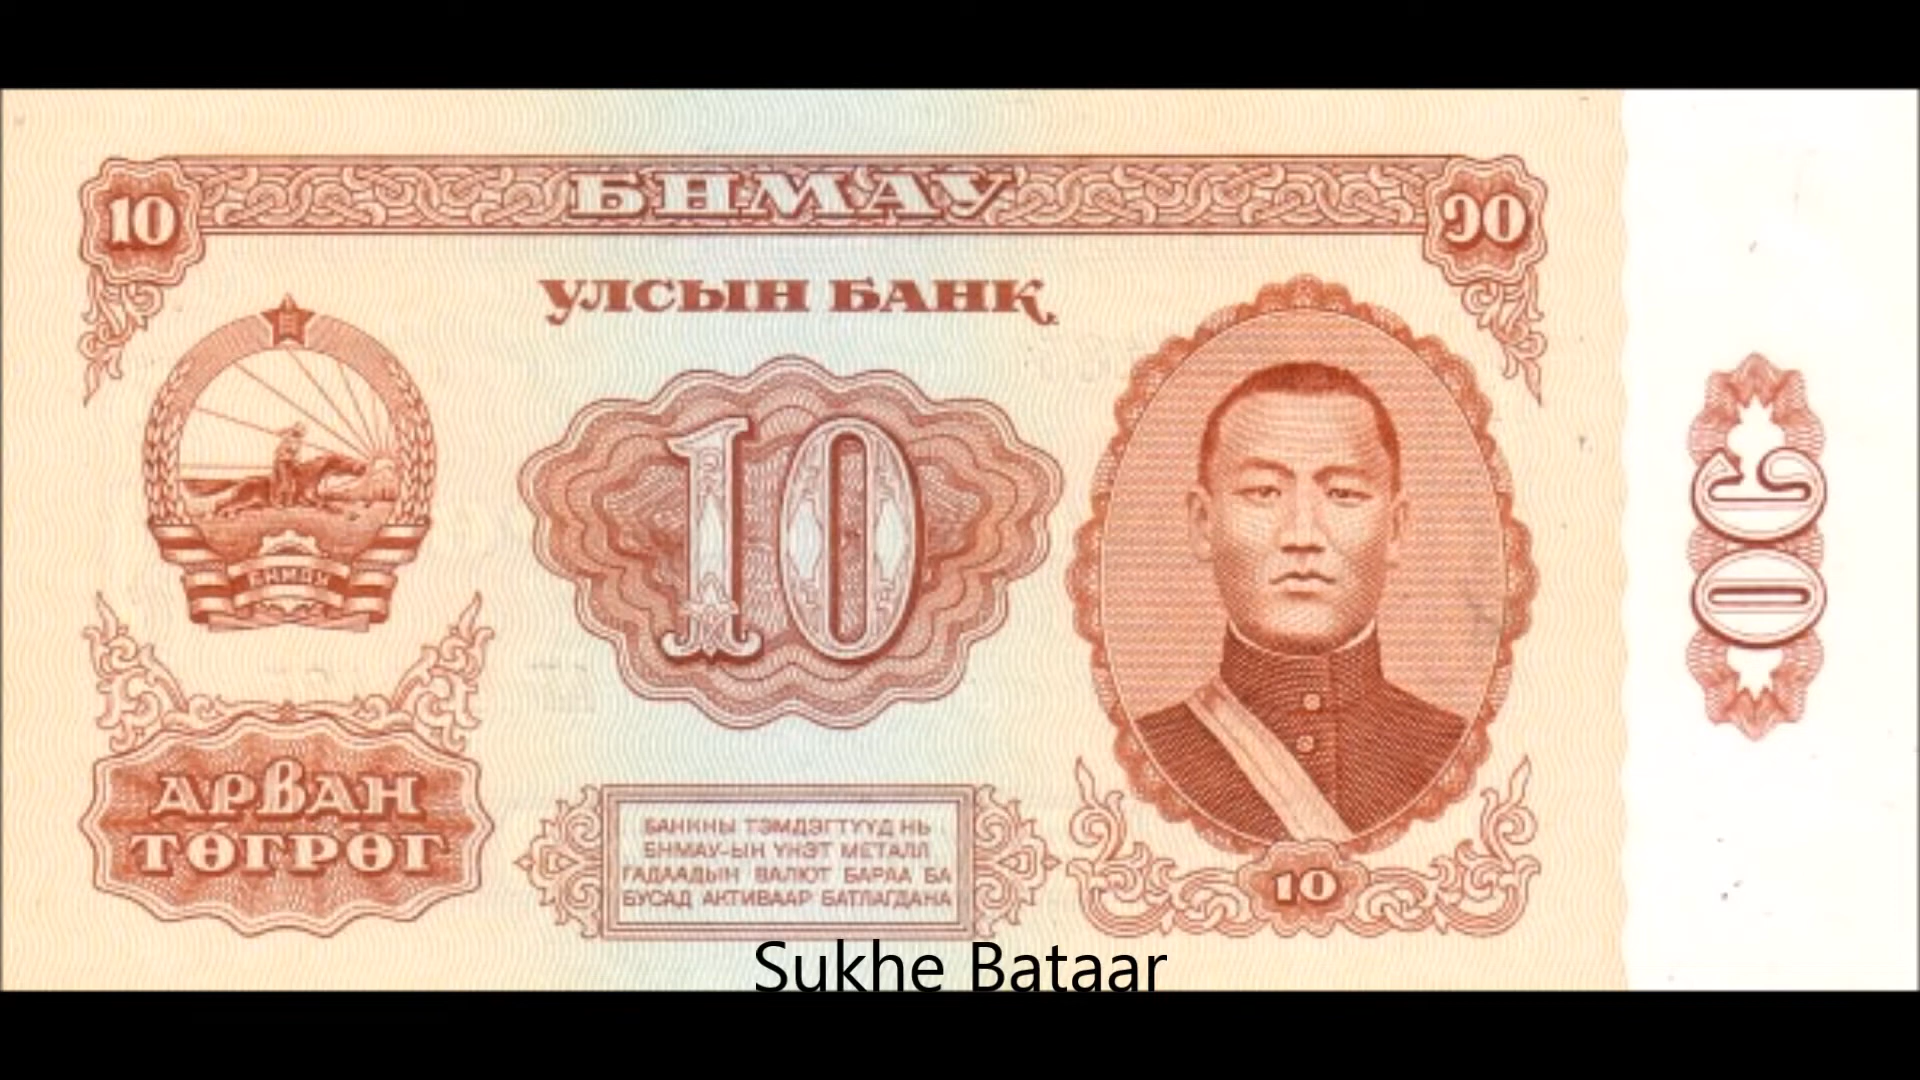 10 БНМАУ 10
УЛСЫН БАНК
БНМАУ
10
АРВАН
ТӨГРӨГ
БАНКНЫ ТЭМДЭГТҮҮД НЬ
БНМАУ-ЫН ҮНЭТ МЕТАЛЛ
ГАДААДЫН ВАЛЮТ БАРАА БА
БУСАД АКТИВААР БАТЛАГДАНА
10
10
Sukhe Bataar